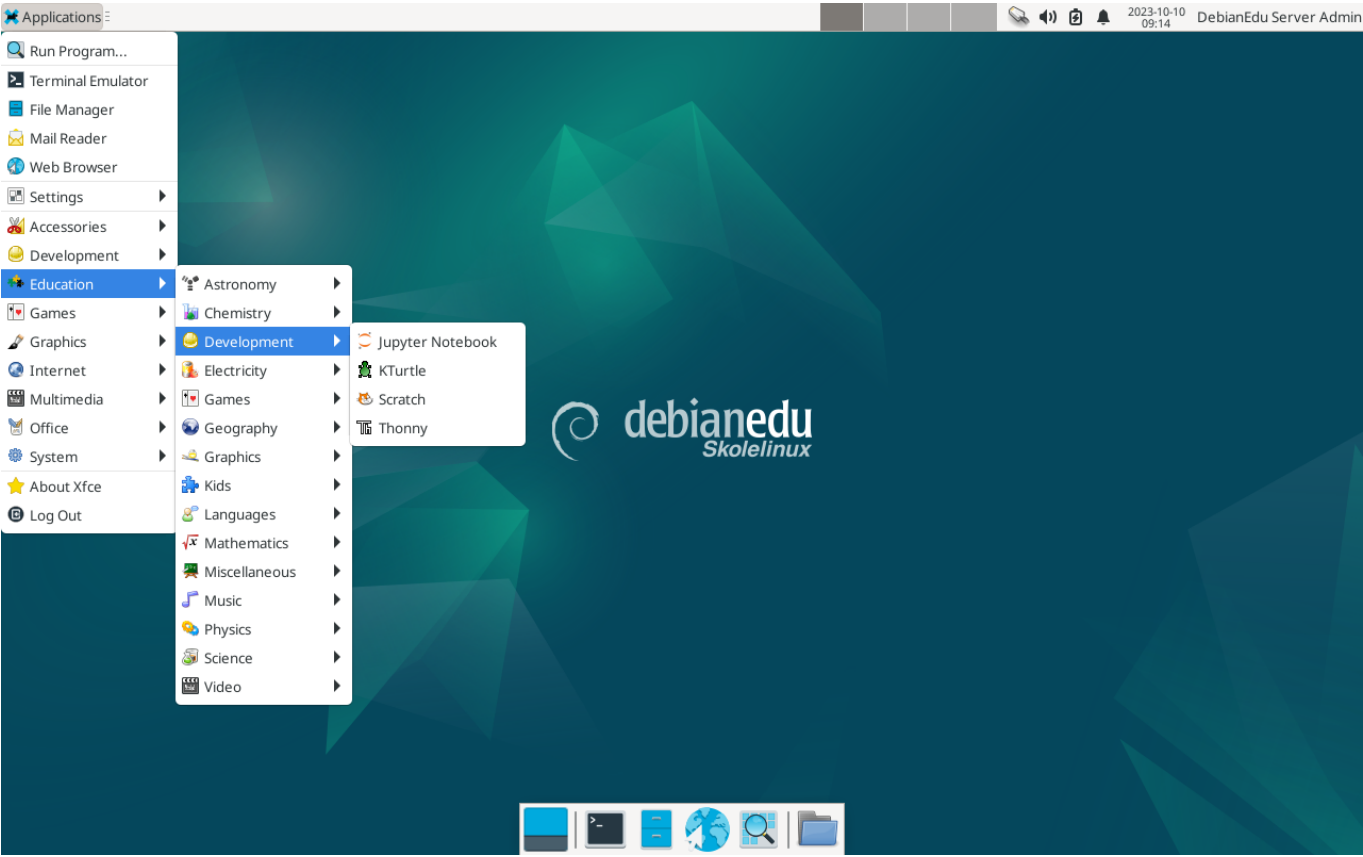 Applications
2023-10-10
09:14
DebianEdu Server Admin
Run Program...
Terminal Emulator
File Manager
Mail Reader
Web Browser
Settings
Accessories
Development
Education
Games
Graphics
Internet
Multimedia
Office
System
About Xfce
Log Out
Astronomy
Chemistry
Development
Electricity
Games
Geography
Graphics
Kids
Languages
Mathematics
Miscellaneous
Music
Physics
Science
Video
Jupyter Notebook
KTurtle
Scratch
Thonny
debianedu
Skolelinux